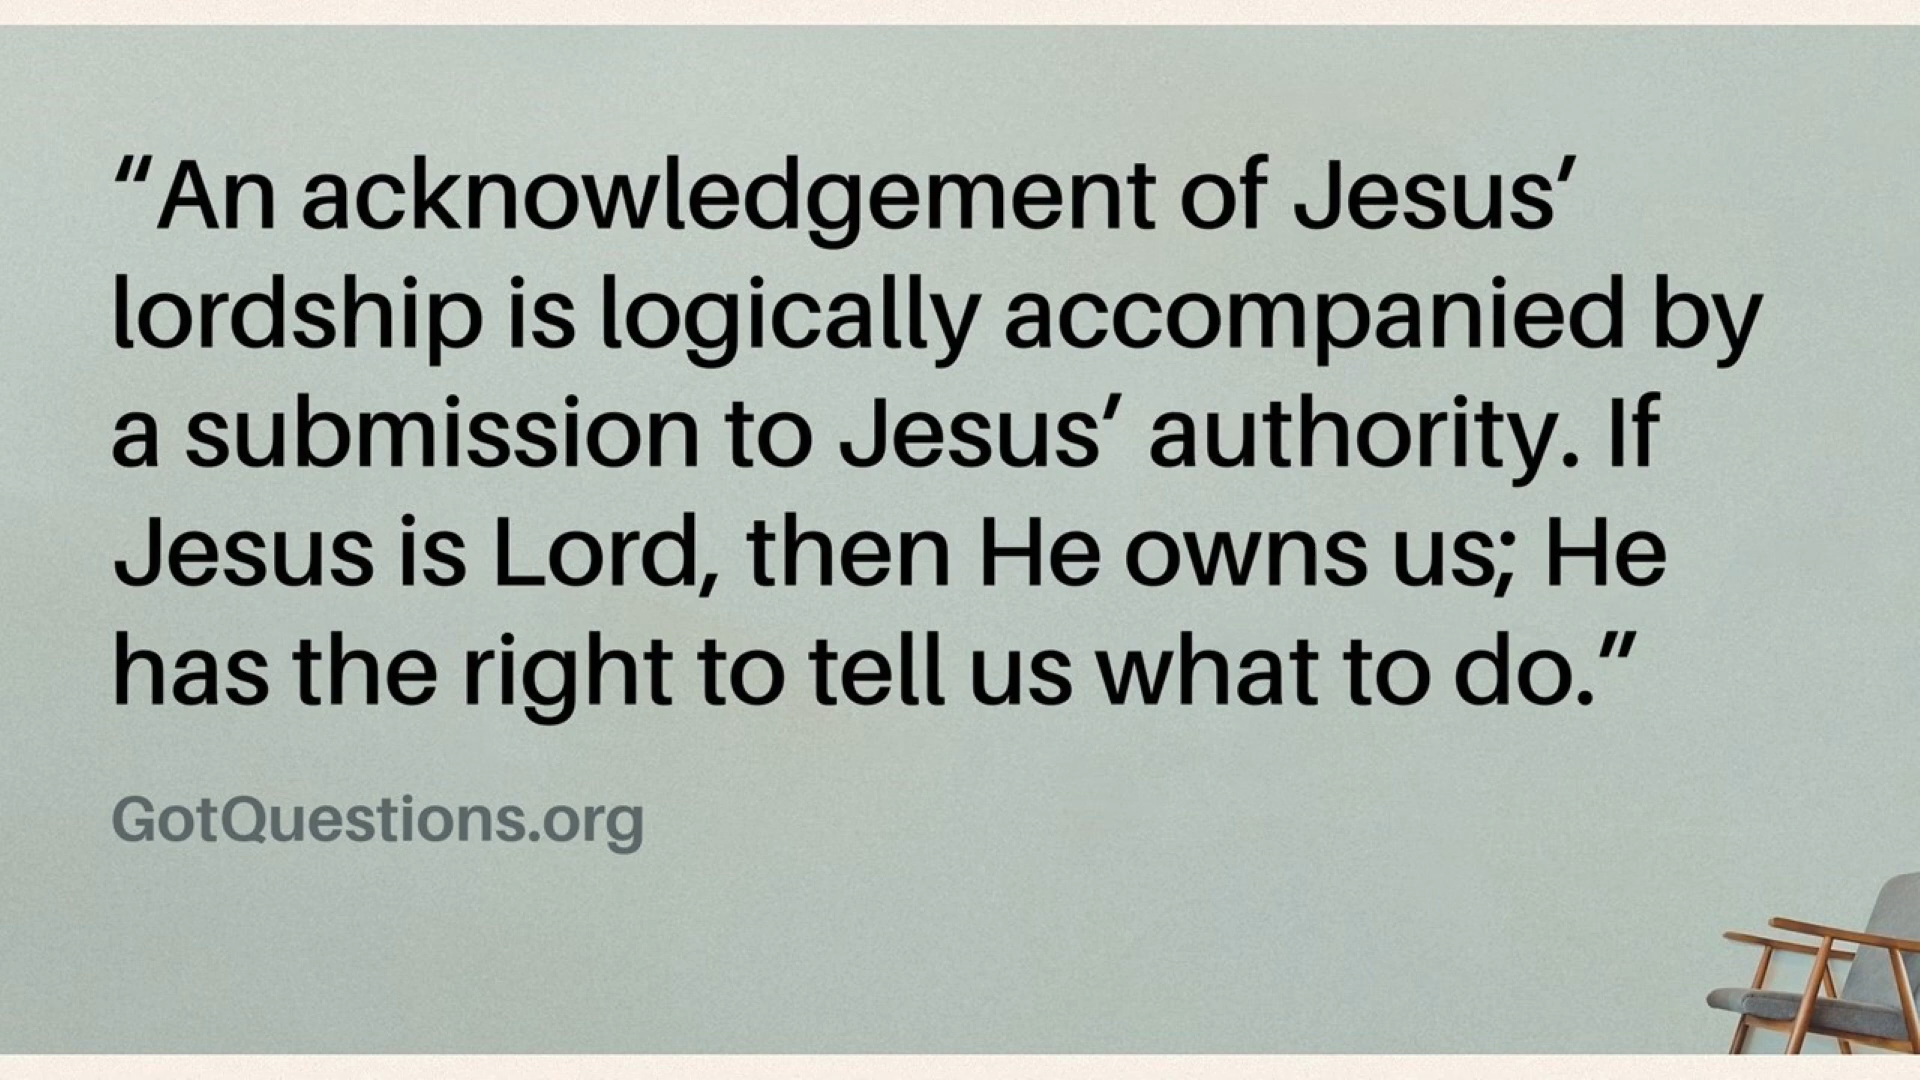 “An acknowledgement of Jesus’
lordship is logically accompanied by
a submission to Jesus’ authority. If
Jesus is Lord, then He owns us; He
has the right to tell us what to do.”
GotQuestions.org